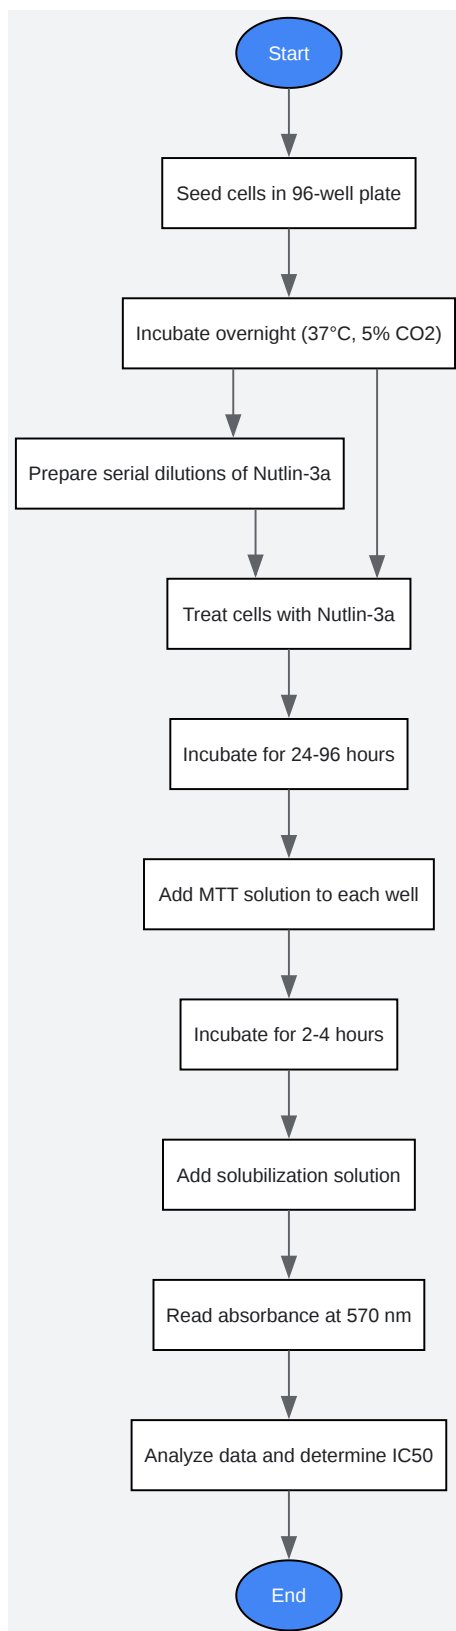 Start
Seed cells in 96-well plate
Incubate overnight (37°C, 5% CO2)
Prepare serial dilutions of Nutlin-3a
Treat cells with Nutlin-3a
Incubate for 24-96 hours
Add MTT solution to each well
Incubate for 2-4 hours
Add solubilization solution
Read absorbance at 570 nm
Analyze data and determine IC50
End